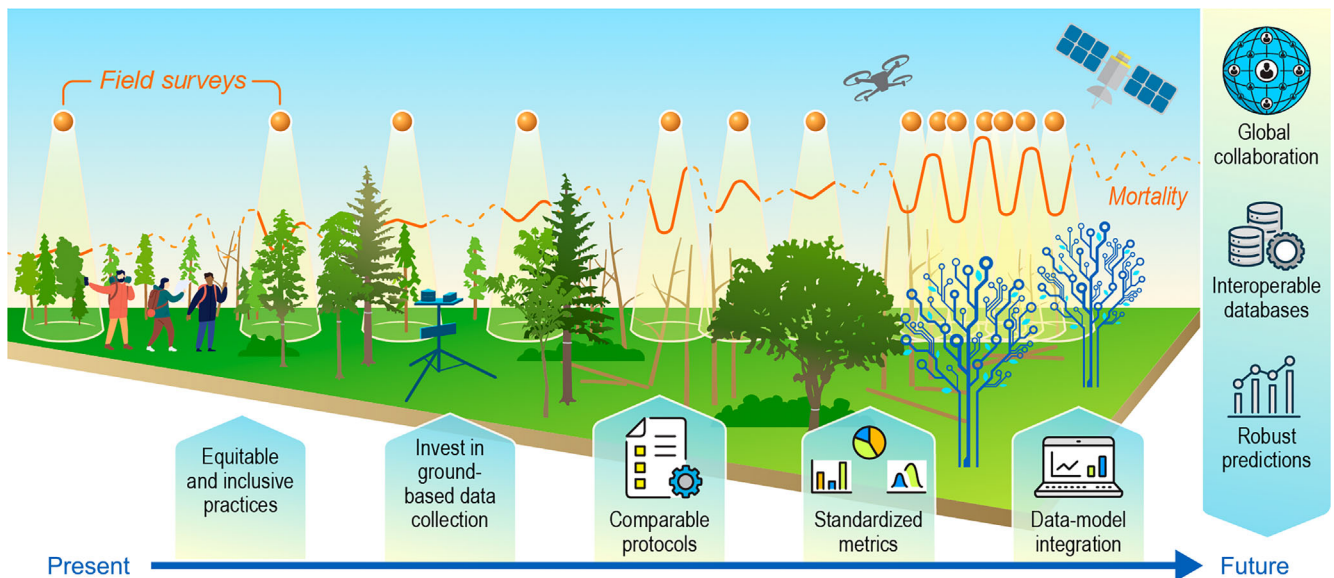 Field surveys
Mortality
Global
collaboration
Interoperable
databases
Robust
predictions
Equitable
and inclusive
practices
Invest in
ground-
based data
collection
Comparable
protocols
Standardized
metrics
Data-model
integration
Present
Future